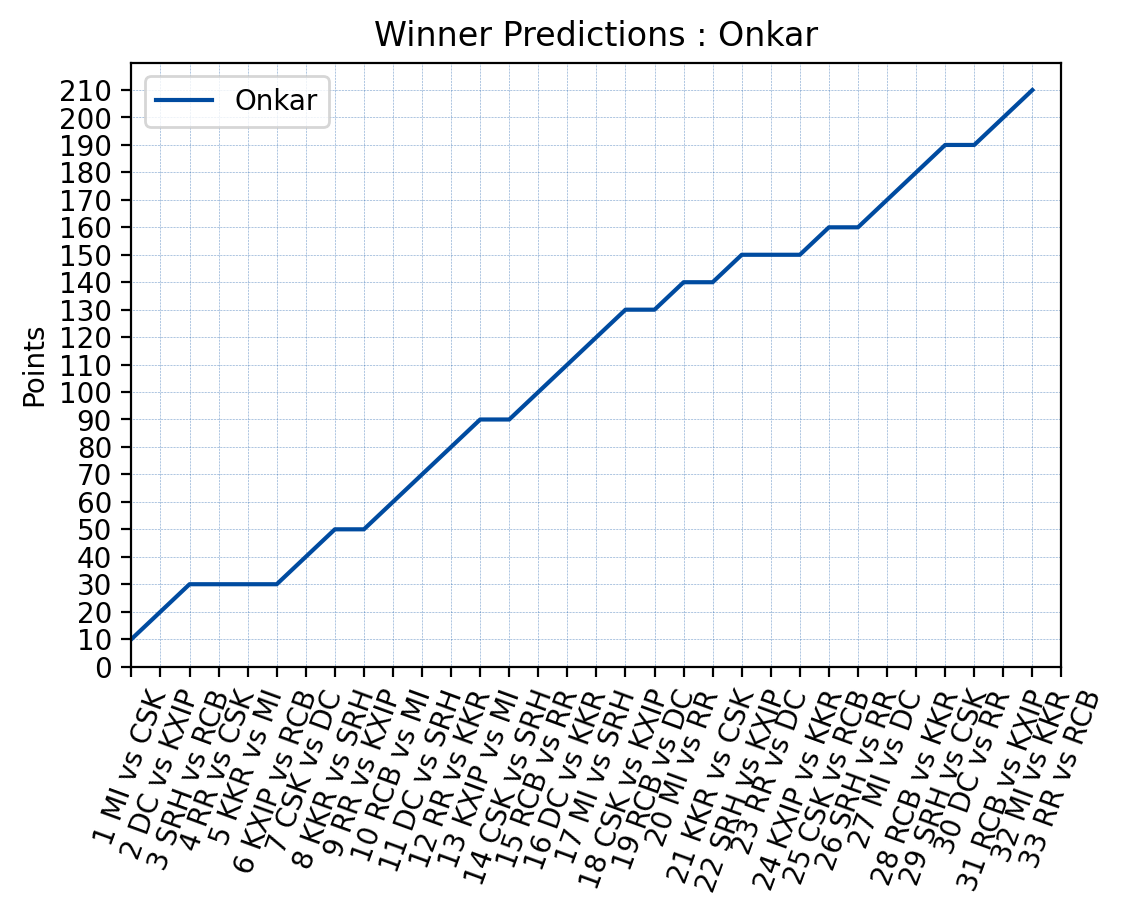 Winner Predictions : Onkar
Onkar
Points
210
200
190
180
170
160
150
140
130
120
110
100
90
80
70
60
50
40
30
20
10
0
1 MI vs CSK
2 DC vs KXIP
3 SRH vs RCB
4 RR vs CSK
5 KKR vs MI
6 KXIP vs RCB
7 CSK vs DC
8 KKR vs SRH
9 RR vs KXIP
10 RCB vs MI
11 DC vs SRH
12 RR vs KKR
13 KXIP vs MI
14 CSK vs SRH
15 RCB vs RR
16 DC vs KKR
17 MI vs SRH
18 CSK vs KXIP
19 RCB vs DC
20 MI vs RR
21 KKR vs CSK
22 SRH vs KXIP
23 RR vs DC
24 KXIP vs KKR
25 CSK vs RCB
26 SRH vs RR
27 MI vs DC
28 RCB vs KKR
29 SRH vs CSK
30 DC vs RR
31 RCB vs KXIP
32 MI vs KKR
33 RR vs RCB